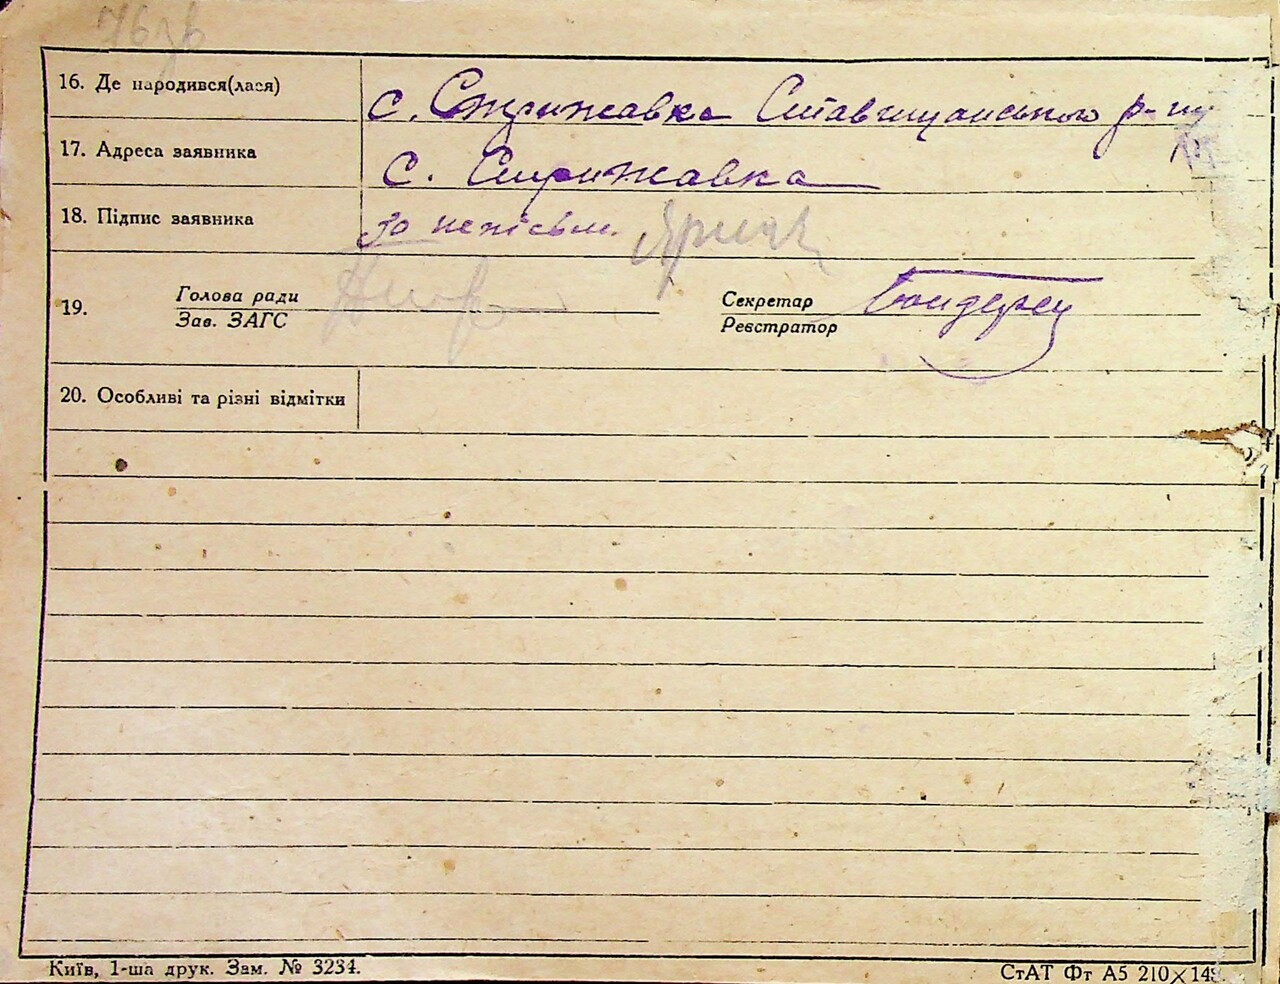 16. Де народився(лася) с. Стрижавка Ставищанського р-ну
17. Адреса заявника с. Стрижавка
18. Підпис заявника за неписьм.
19. Голова ради Секретар
Зав. ЗАГС Реєстратор
20. Особливі та різні відмітки
Київ, 1-ша друк. Зам. № 3234. СтАТ Фт А5 210×148.